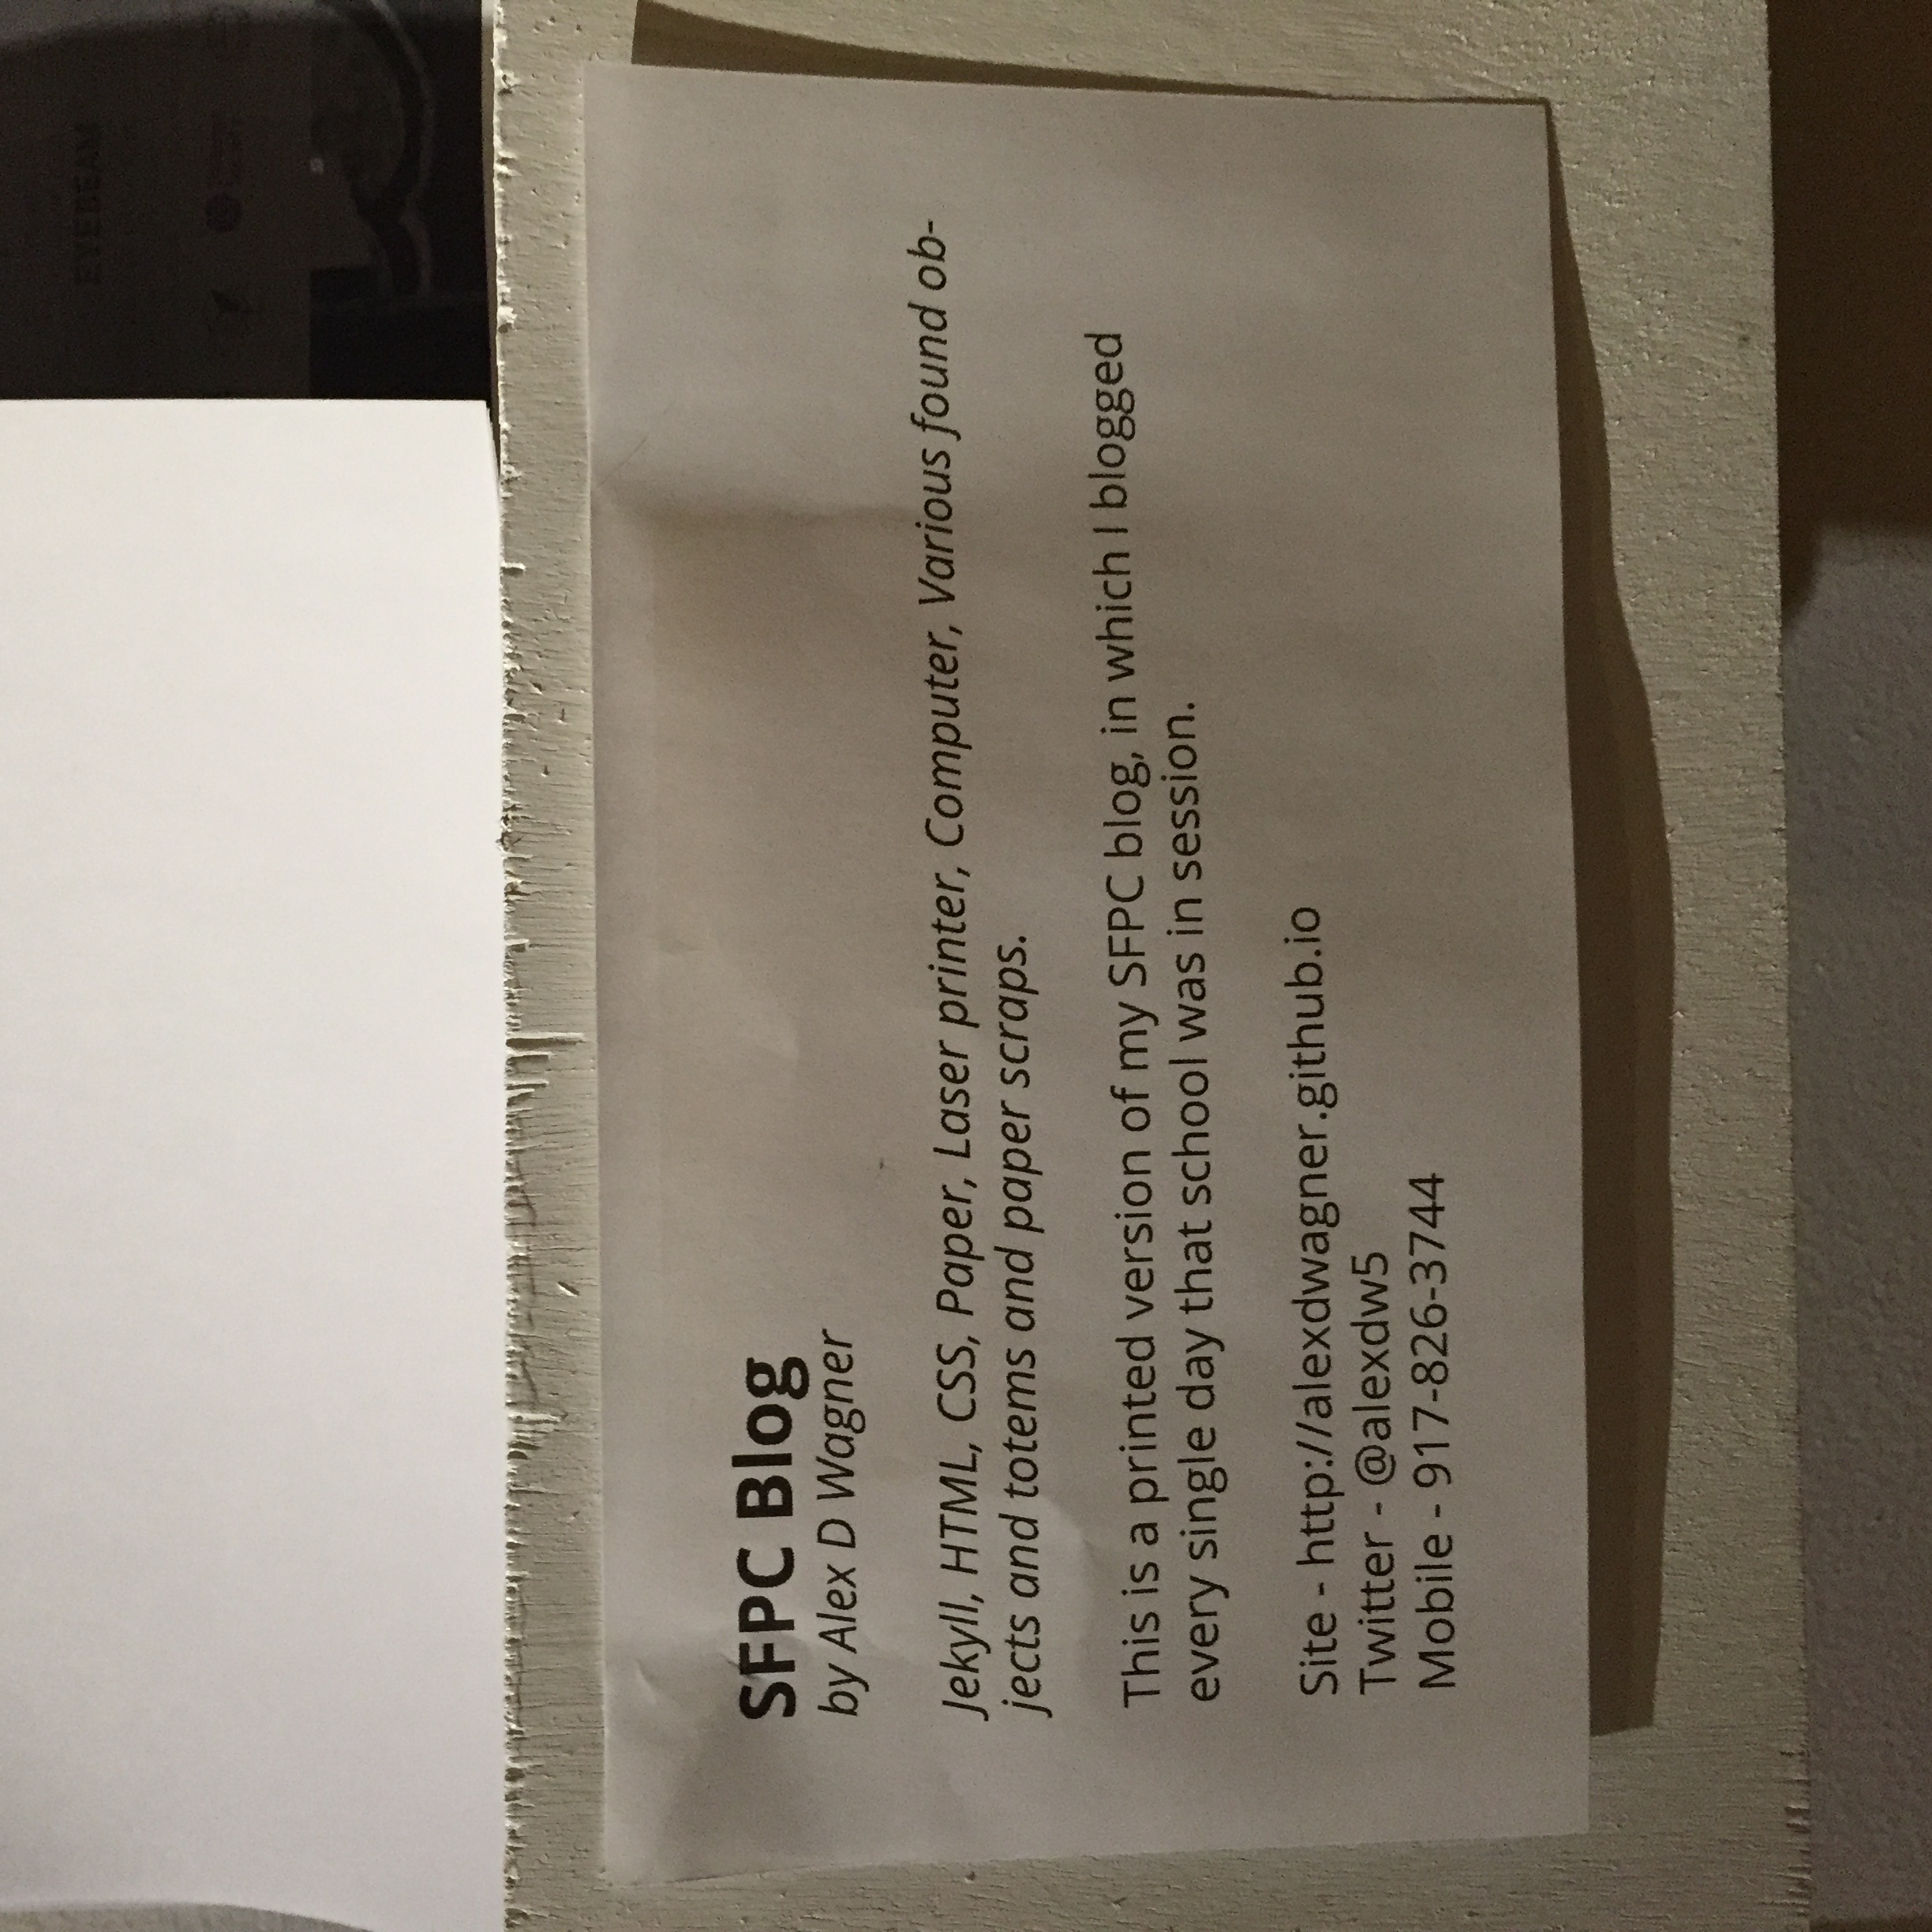 EYEBEAM
SFPC Blog
by Alex D Wagner
Jekyll, HTML, CSS, Paper, Laser printer, Computer, Various found ob-
jects and totems and paper scraps.
This is a printed version of my SFPC blog, in which I blogged
every single day that school was in session.
Site - http://alexdwagner.github.io
Twitter - @alexdw5
Mobile - 917-826-3744